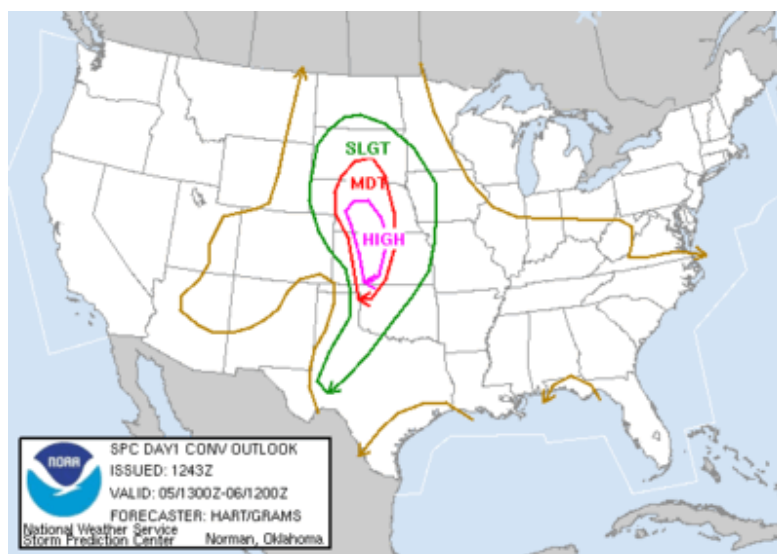 SLGT
MDT
HIGH
SPC DAY1 CONV OUTLOOK
ISSUED: 1243Z
VALID: 05/1300Z-06/1200Z
FORECASTER: HART/GRAMS
NOAA
National Weather Service
Storm Prediction Center Norman, Oklahoma